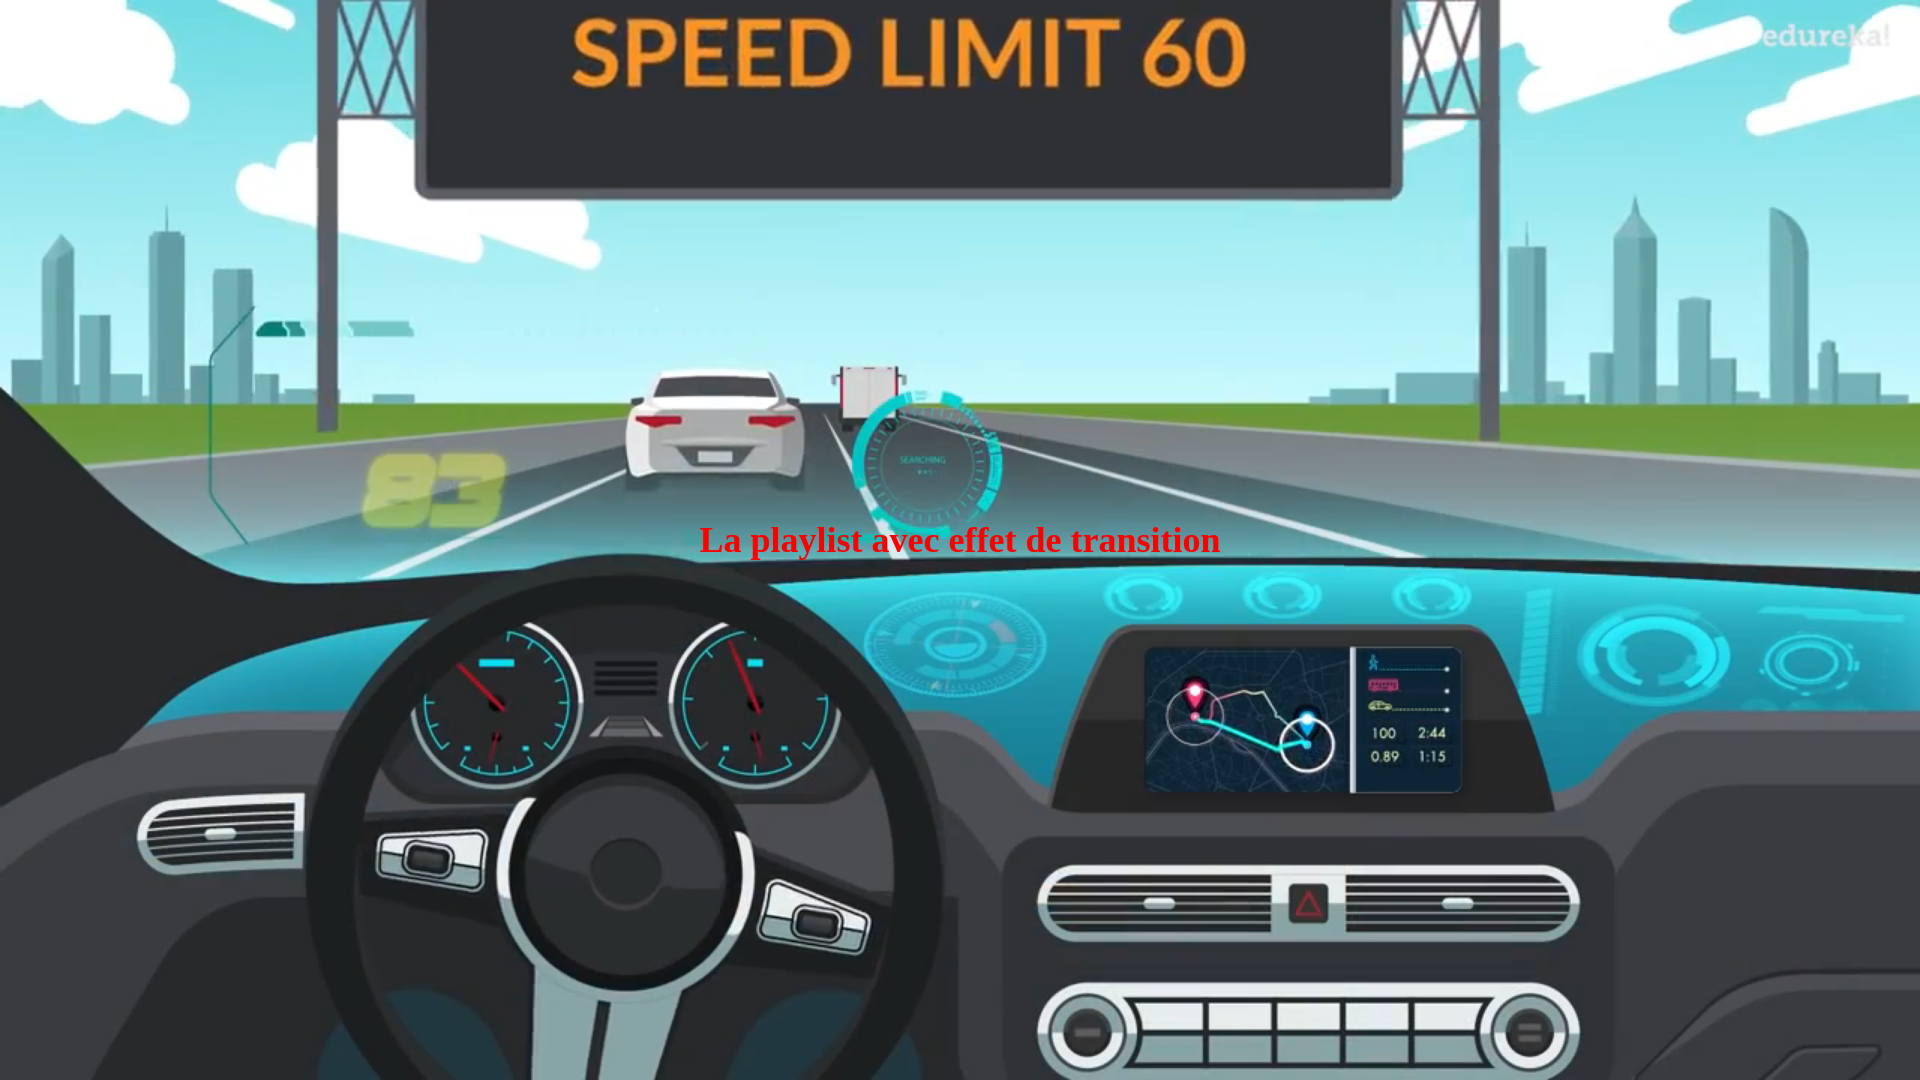 SPEED LIMIT 60
edureka!
83
SEARCHING
La playlist avec effet de transition
100 2:44
0.89 1:15